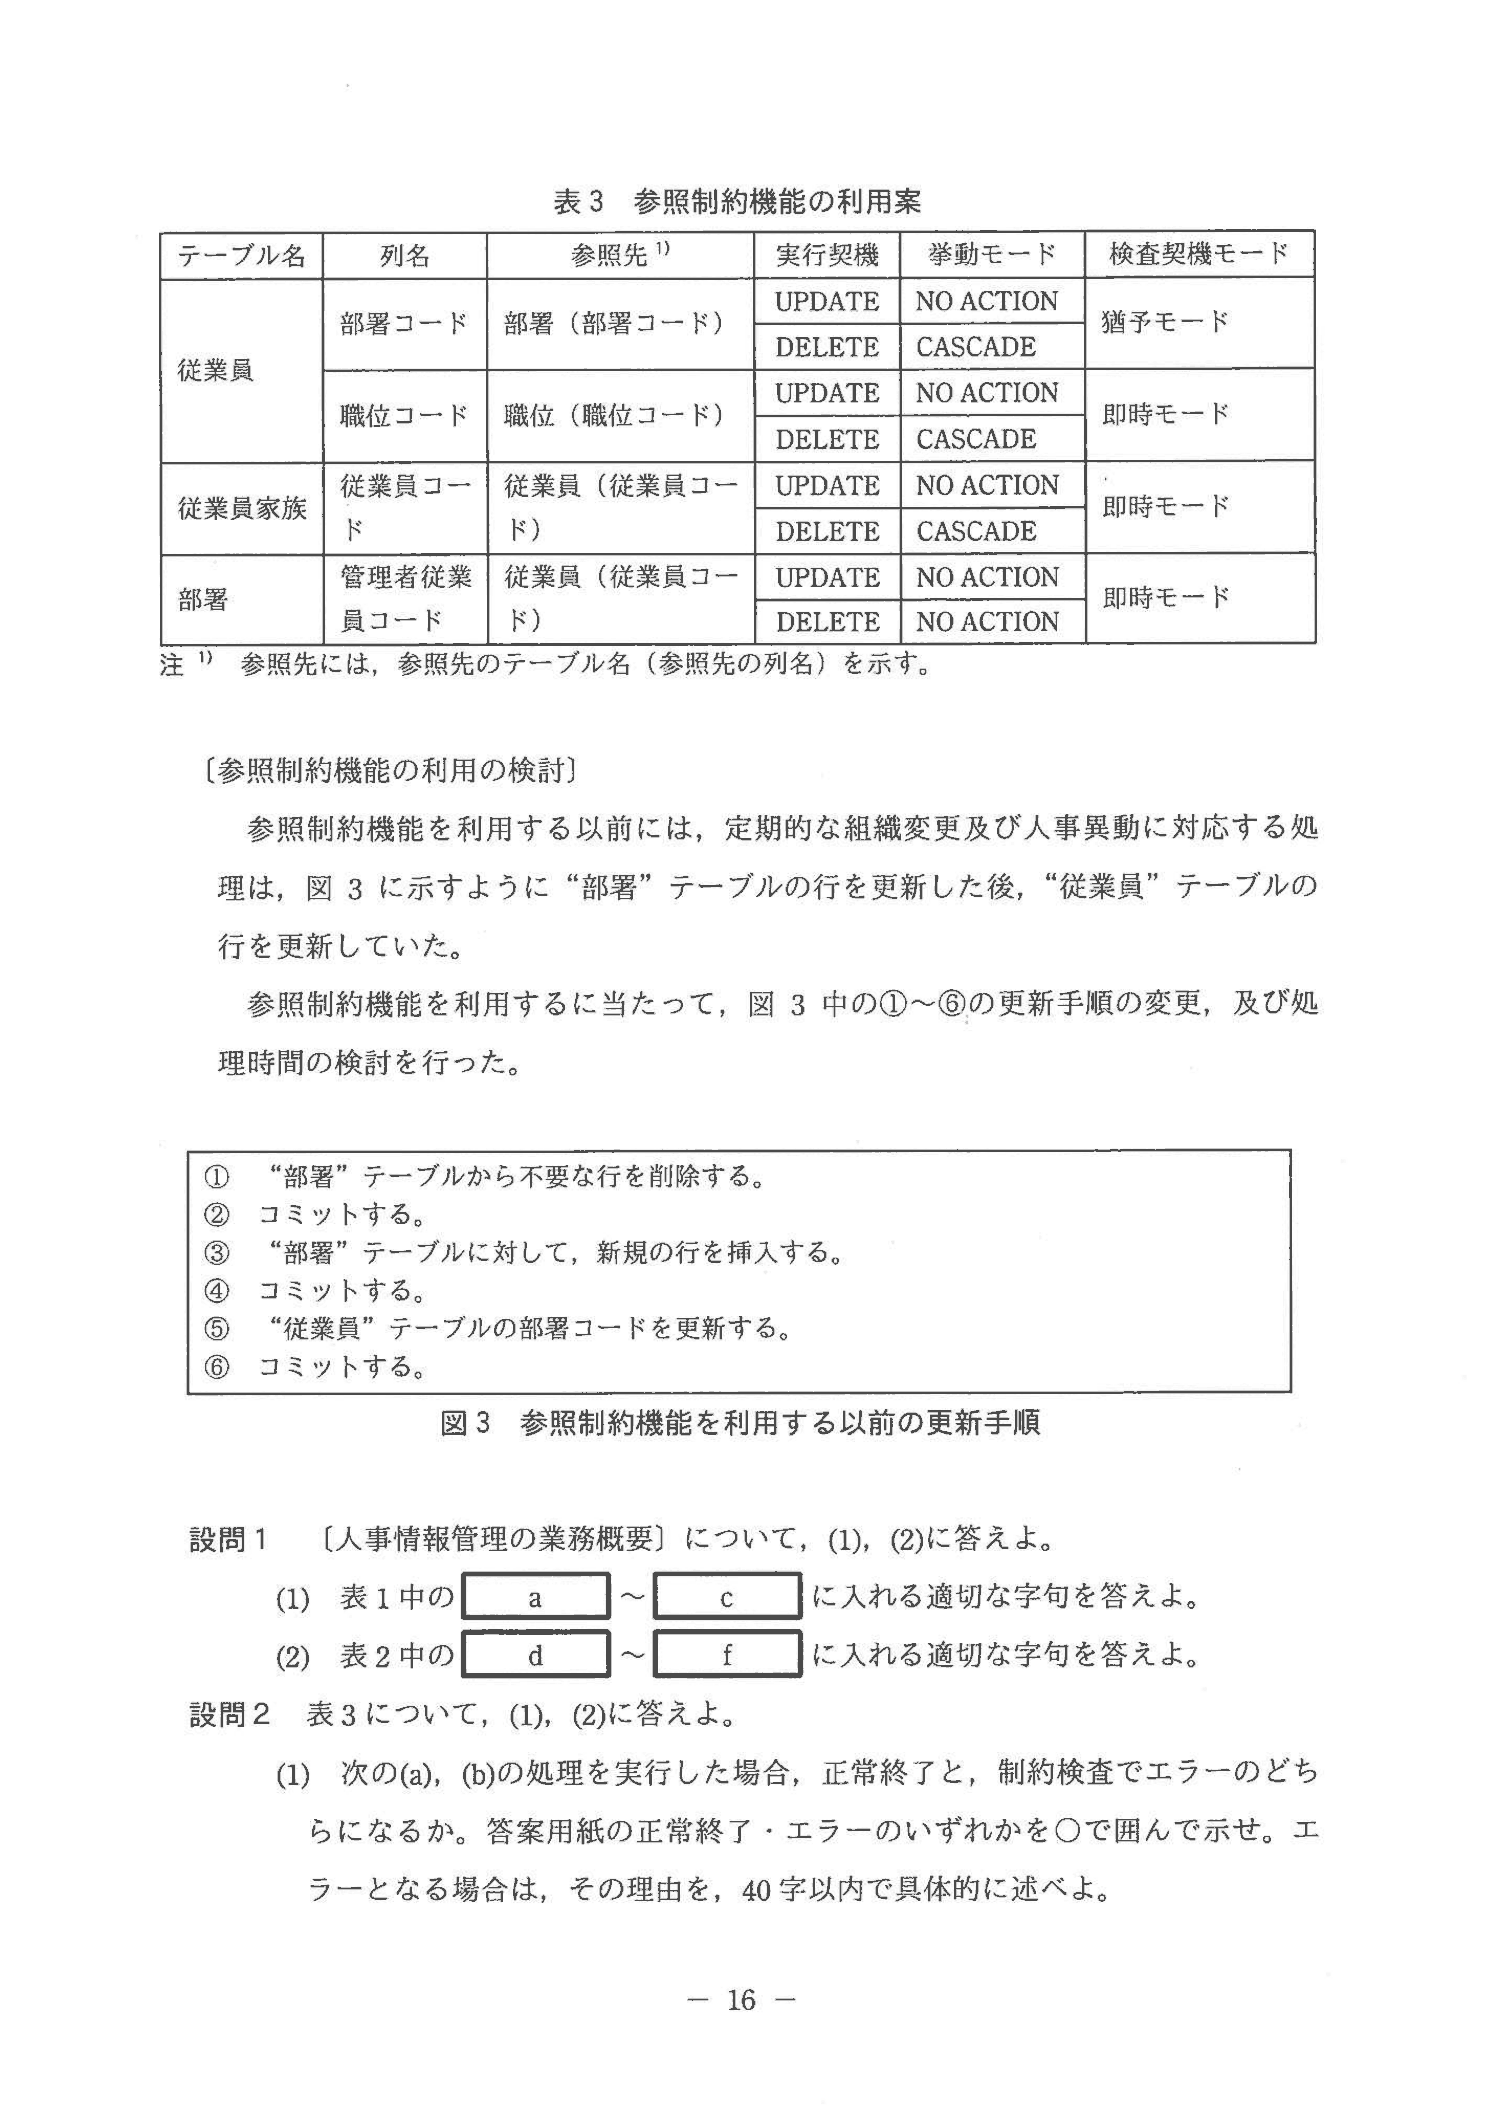 表3 参照制約機能の利用案
テーブル名 列名 参照先1) 実行契機 挙動モード 検査契機モード
従業員 部署コード 部署（部署コード） UPDATE NO ACTION 猶予モード
DELETE CASCADE
職位コード 職位（職位コード） UPDATE NO ACTION 即時モード
DELETE CASCADE
従業員家族 従業員コード 従業員（従業員コード） UPDATE NO ACTION 即時モード
DELETE CASCADE
部署 管理者従業員コード 従業員（従業員コード） UPDATE NO ACTION 即時モード
DELETE NO ACTION
注1) 参照先には，参照先のテーブル名（参照先の列名）を示す。
〔参照制約機能の利用の検討〕
参照制約機能を利用する以前には，定期的な組織変更及び人事異動に対応する処
理は，図 3 に示すように“部署”テーブルの行を更新した後，“従業員”テーブルの
行を更新していた。
参照制約機能を利用するに当たって，図 3 中の①～⑥の更新手順の変更，及び処
理時間の検討を行った。
① “部署”テーブルから不要な行を削除する。
② コミットする。
③ “部署”テーブルに対して，新規の行を挿入する。
④ コミットする。
⑤ “従業員”テーブルの部署コードを更新する。
⑥ コミットする。
図3 参照制約機能を利用する以前の更新手順
設問1 〔人事情報管理の業務概要〕について，(1)，(2)に答えよ。
(1) 表1中の a ～ c に入れる適切な字句を答えよ。
(2) 表2中の d ～ f に入れる適切な字句を答えよ。
設問2 表3について，(1)，(2)に答えよ。
(1) 次の(a)，(b)の処理を実行した場合，正常終了と，制約検査でエラーのどち
らになるか。答案用紙の正常終了・エラーのいずれかを○で囲んで示せ。エ
ラーとなる場合は，その理由を，40字以内で具体的に述べよ。
－ 16 －